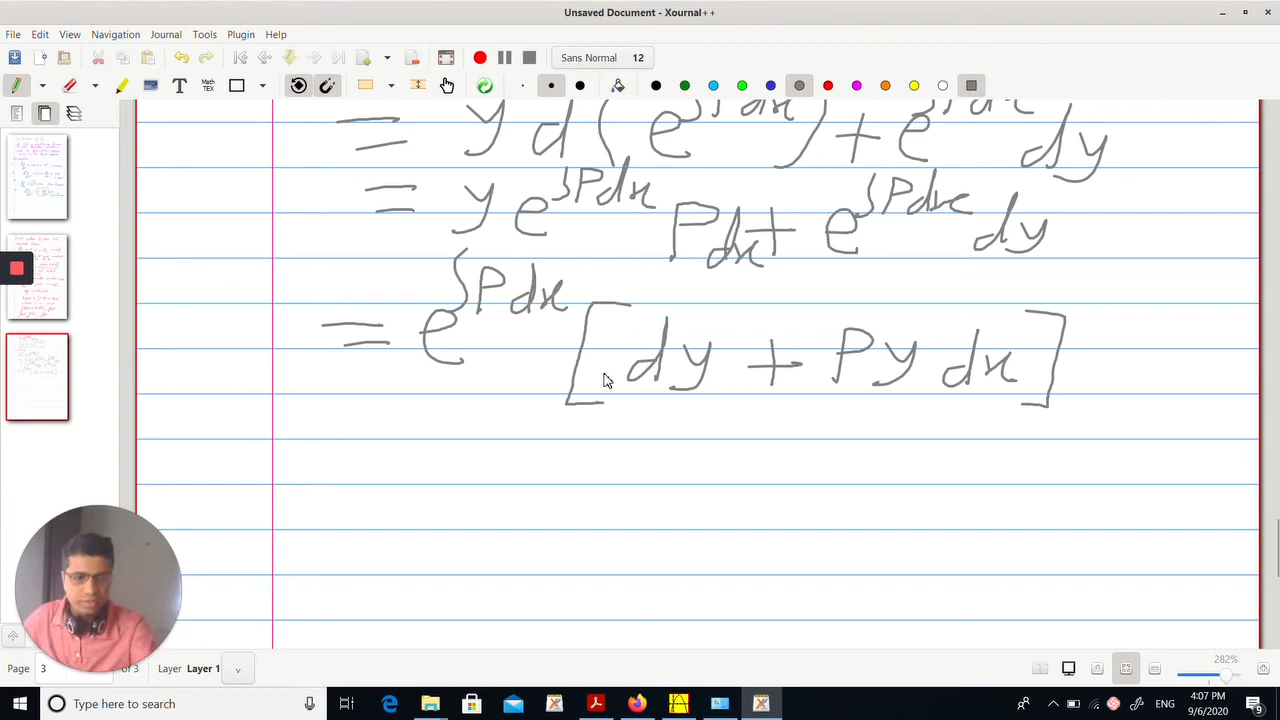 Unsaved Document - Xournal++
File Edit View Navigation Journal Tools Plugin Help
Sans Normal 12
= y d(e^{∫Pdx}) + e^{∫Pdx} dy
= y e^{∫Pdx} Pdx + e^{∫Pdx} dy
= e^{∫Pdx} [dy + Py dx]
Page 3 of 3 Layer Layer 1
282%
Type here to search
ENG
4:07 PM
9/6/2020